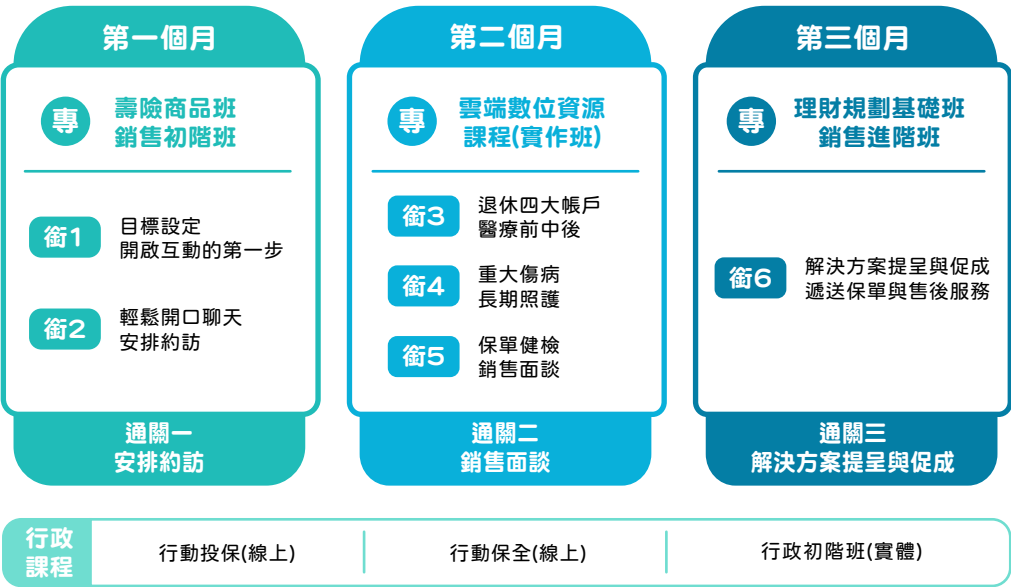 第一個月
專
壽險商品班
銷售初階班
銜1
目標設定
開啟互動的第一步
銜2
輕鬆開口聊天
安排約訪
通關一
安排約訪
第二個月
專
雲端數位資源
課程(實作班)
銜3
退休四大帳戶
醫療前中後
銜4
重大傷病
長期照護
銜5
保單健檢
銷售面談
通關二
銷售面談
第三個月
專
理財規劃基礎班
銷售進階班
銜6
解決方案提呈與促成
遞送保單與售後服務
通關三
解決方案提呈與促成
行政
課程
行動投保(線上)
行動保全(線上)
行政初階班(實體)